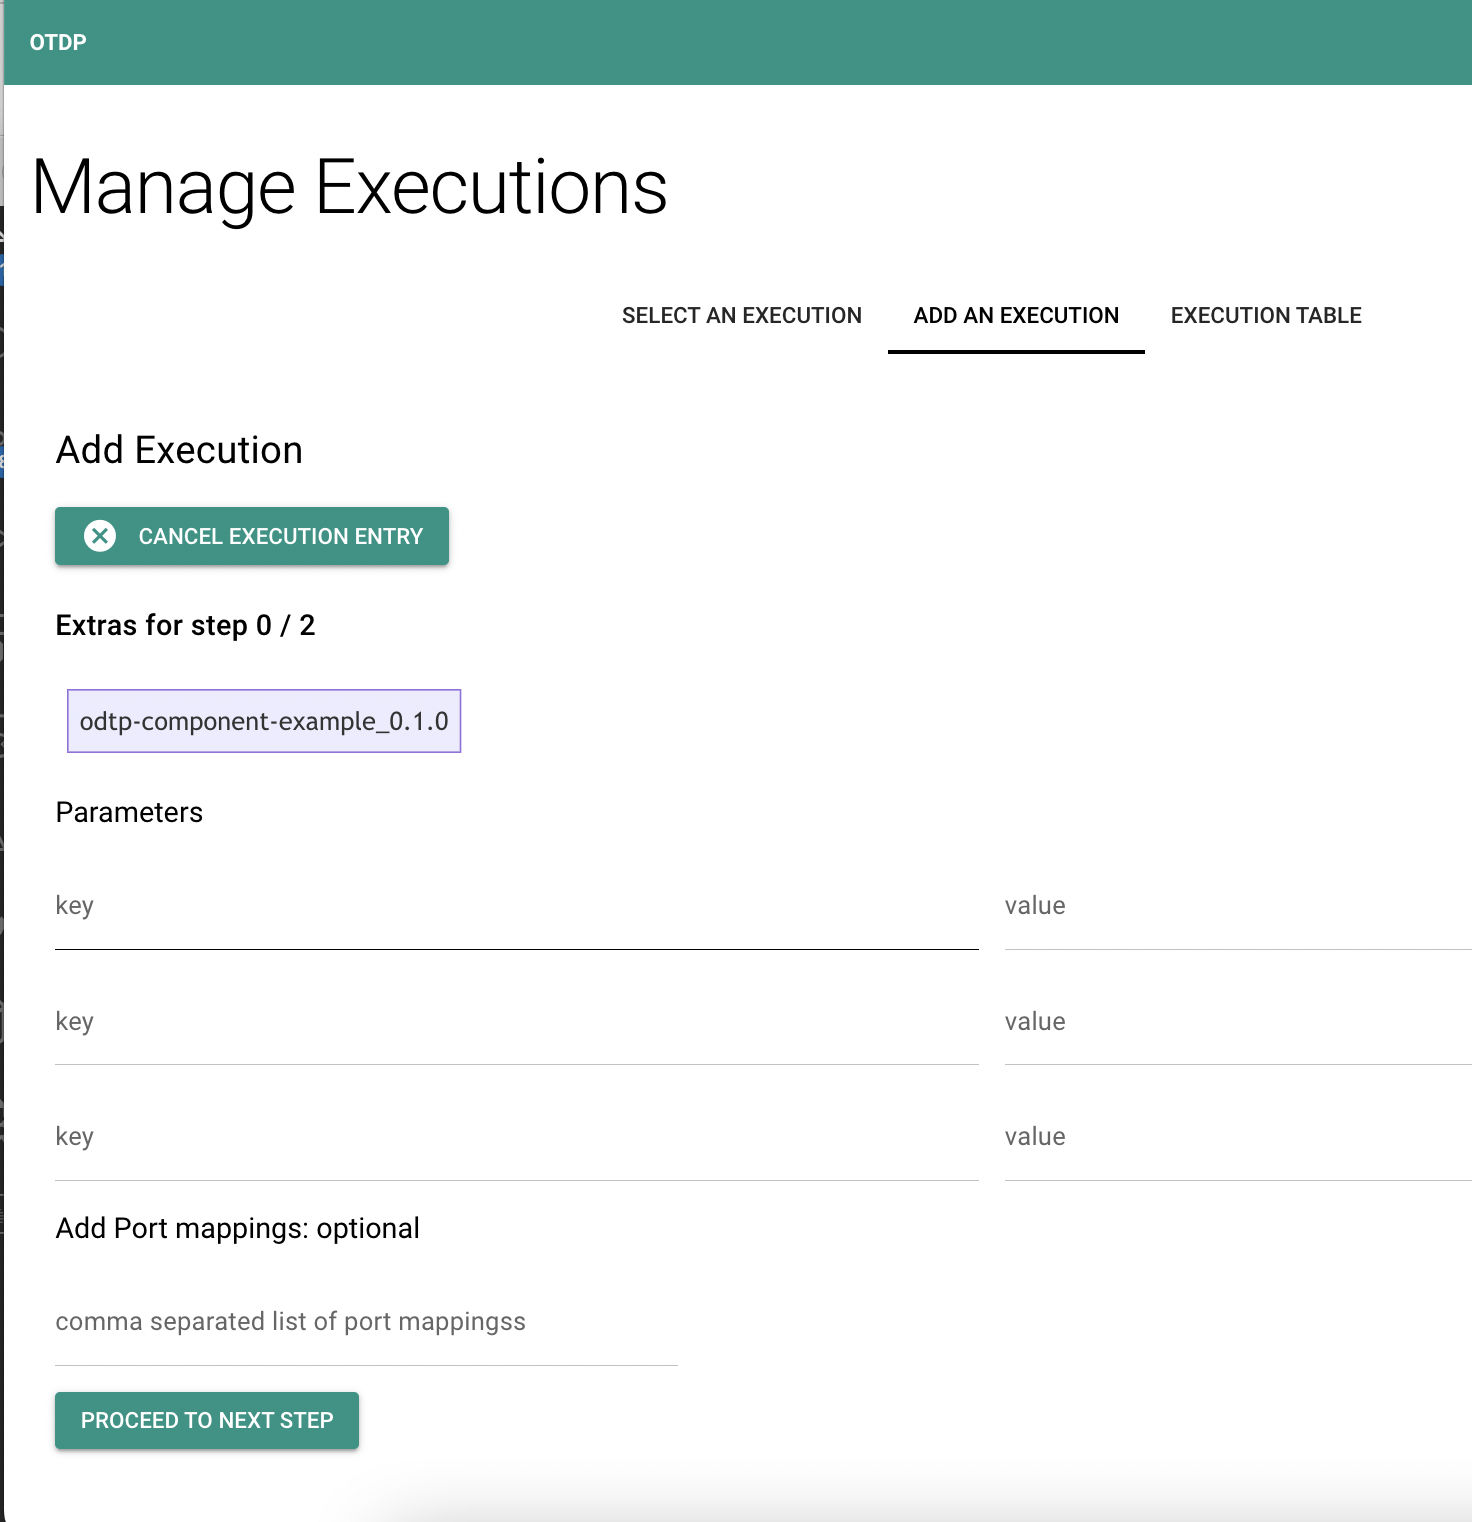 OTDP
Manage Executions
SELECT AN EXECUTION ADD AN EXECUTION EXECUTION TABLE
Add Execution
CANCEL EXECUTION ENTRY
Extras for step 0 / 2
odtp-component-example_0.1.0
Parameters
key value
key value
key value
Add Port mappings: optional
comma separated list of port mappingss
PROCEED TO NEXT STEP